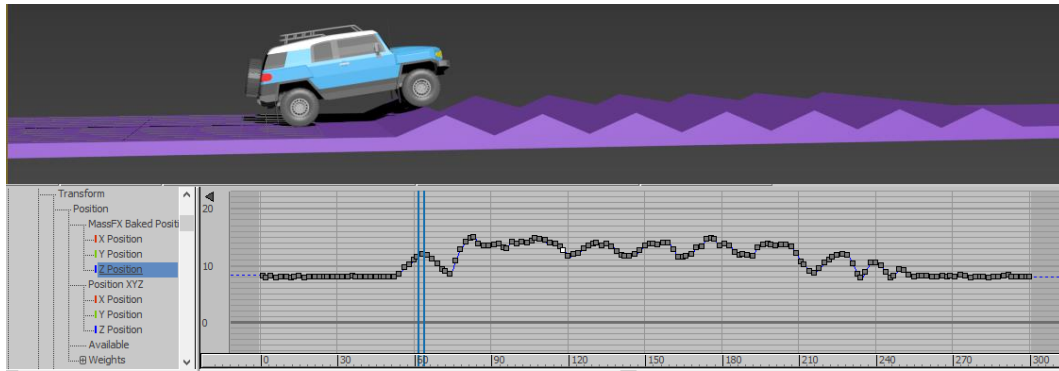 Transform
Position
MassFX Baked Positi
X Position
Y Position
Z Position
Position XYZ
X Position
Y Position
Z Position
Available
Weights
20
10
0
0 30 60 90 120 150 180 210 240 270 300